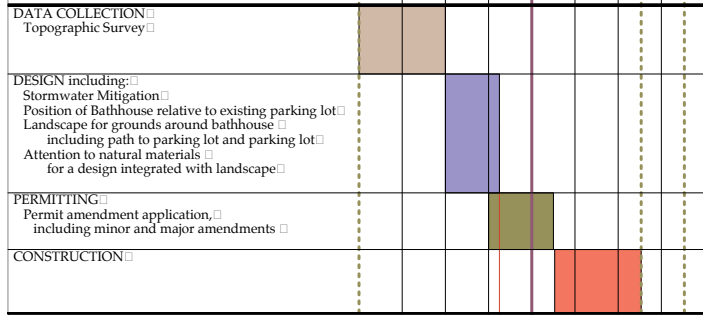 DATA COLLECTION
Topographic Survey
DESIGN including:
Stormwater Mitigation
Position of Bathhouse relative to existing parking lot
Landscape for grounds around bathhouse
including path to parking lot and parking lot
Attention to natural materials
for a design integrated with landscape
PERMITTING
Permit amendment application,
including minor and major amendments
CONSTRUCTION